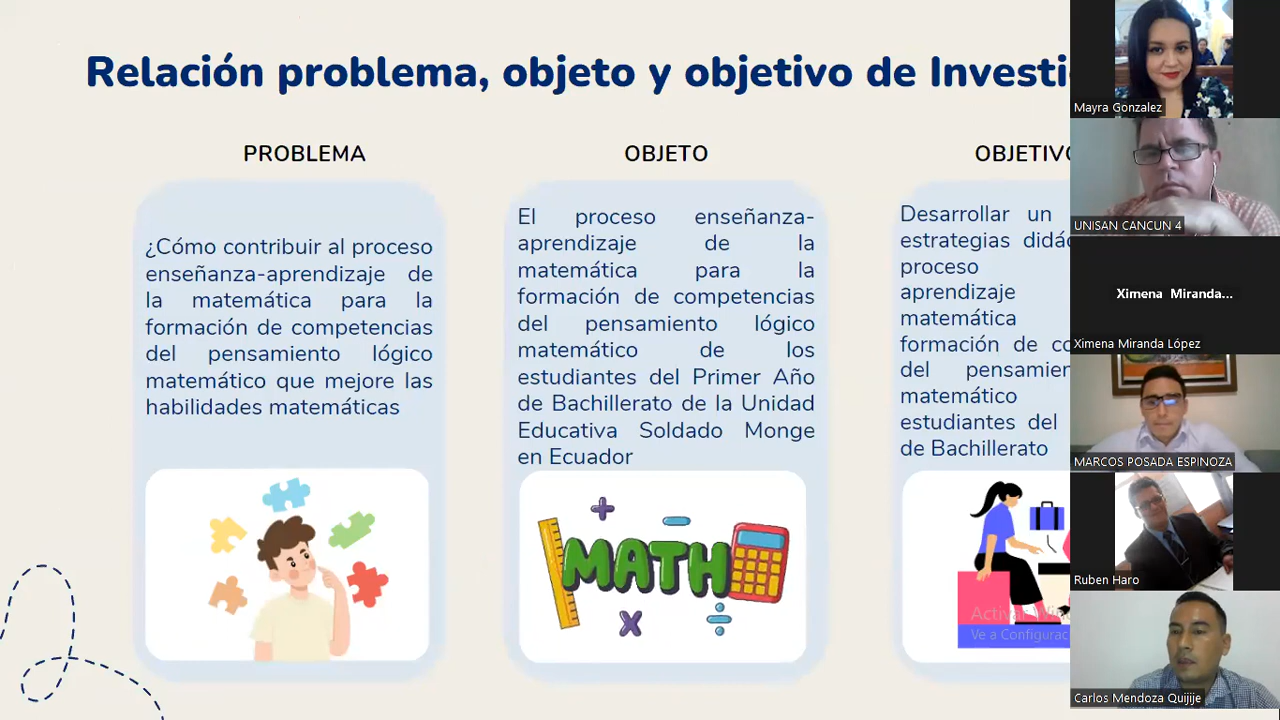 Relación problema, objeto y objetivo de Investi
PROBLEMA
¿Cómo contribuir al proceso
enseñanza-aprendizaje de
la matemática para la
formación de competencias
del pensamiento lógico
matemático que mejore las
habilidades matemáticas
OBJETO
El proceso enseñanza-
aprendizaje de la
matemática para la
formación de competencias
del pensamiento lógico
matemático de los
estudiantes del Primer Año
de Bachillerato de la Unidad
Educativa Soldado Monge
en Ecuador
MATH
OBJETIVO
Desarrollar un
estrategias didác
proceso
aprendizaje
matemática
formación de co
del pensamien
matemático
estudiantes del
de Bachillerato
Activar Wind
Ve a Configurac
Mayra Gonzalez
UNISAN CANCUN 4
Ximena Miranda...
Ximena Miranda López
MARCOS POSADA ESPINOZA
Ruben Haro
Carlos Mendoza Quijije